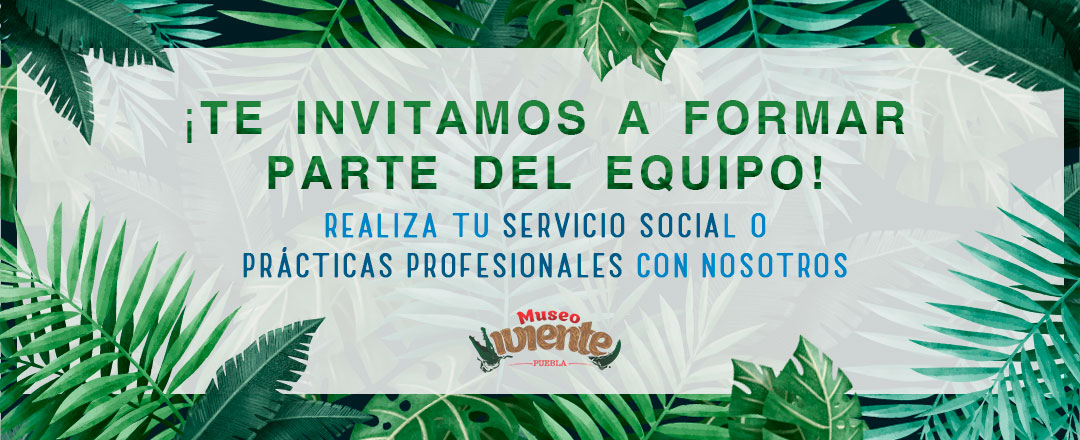 ¡TE INVITAMOS A FORMAR
PARTE DEL EQUIPO!
REALIZA TU SERVICIO SOCIAL O
PRÁCTICAS PROFESIONALES CON NOSOTROS
Museo
Viviente
PUEBLA